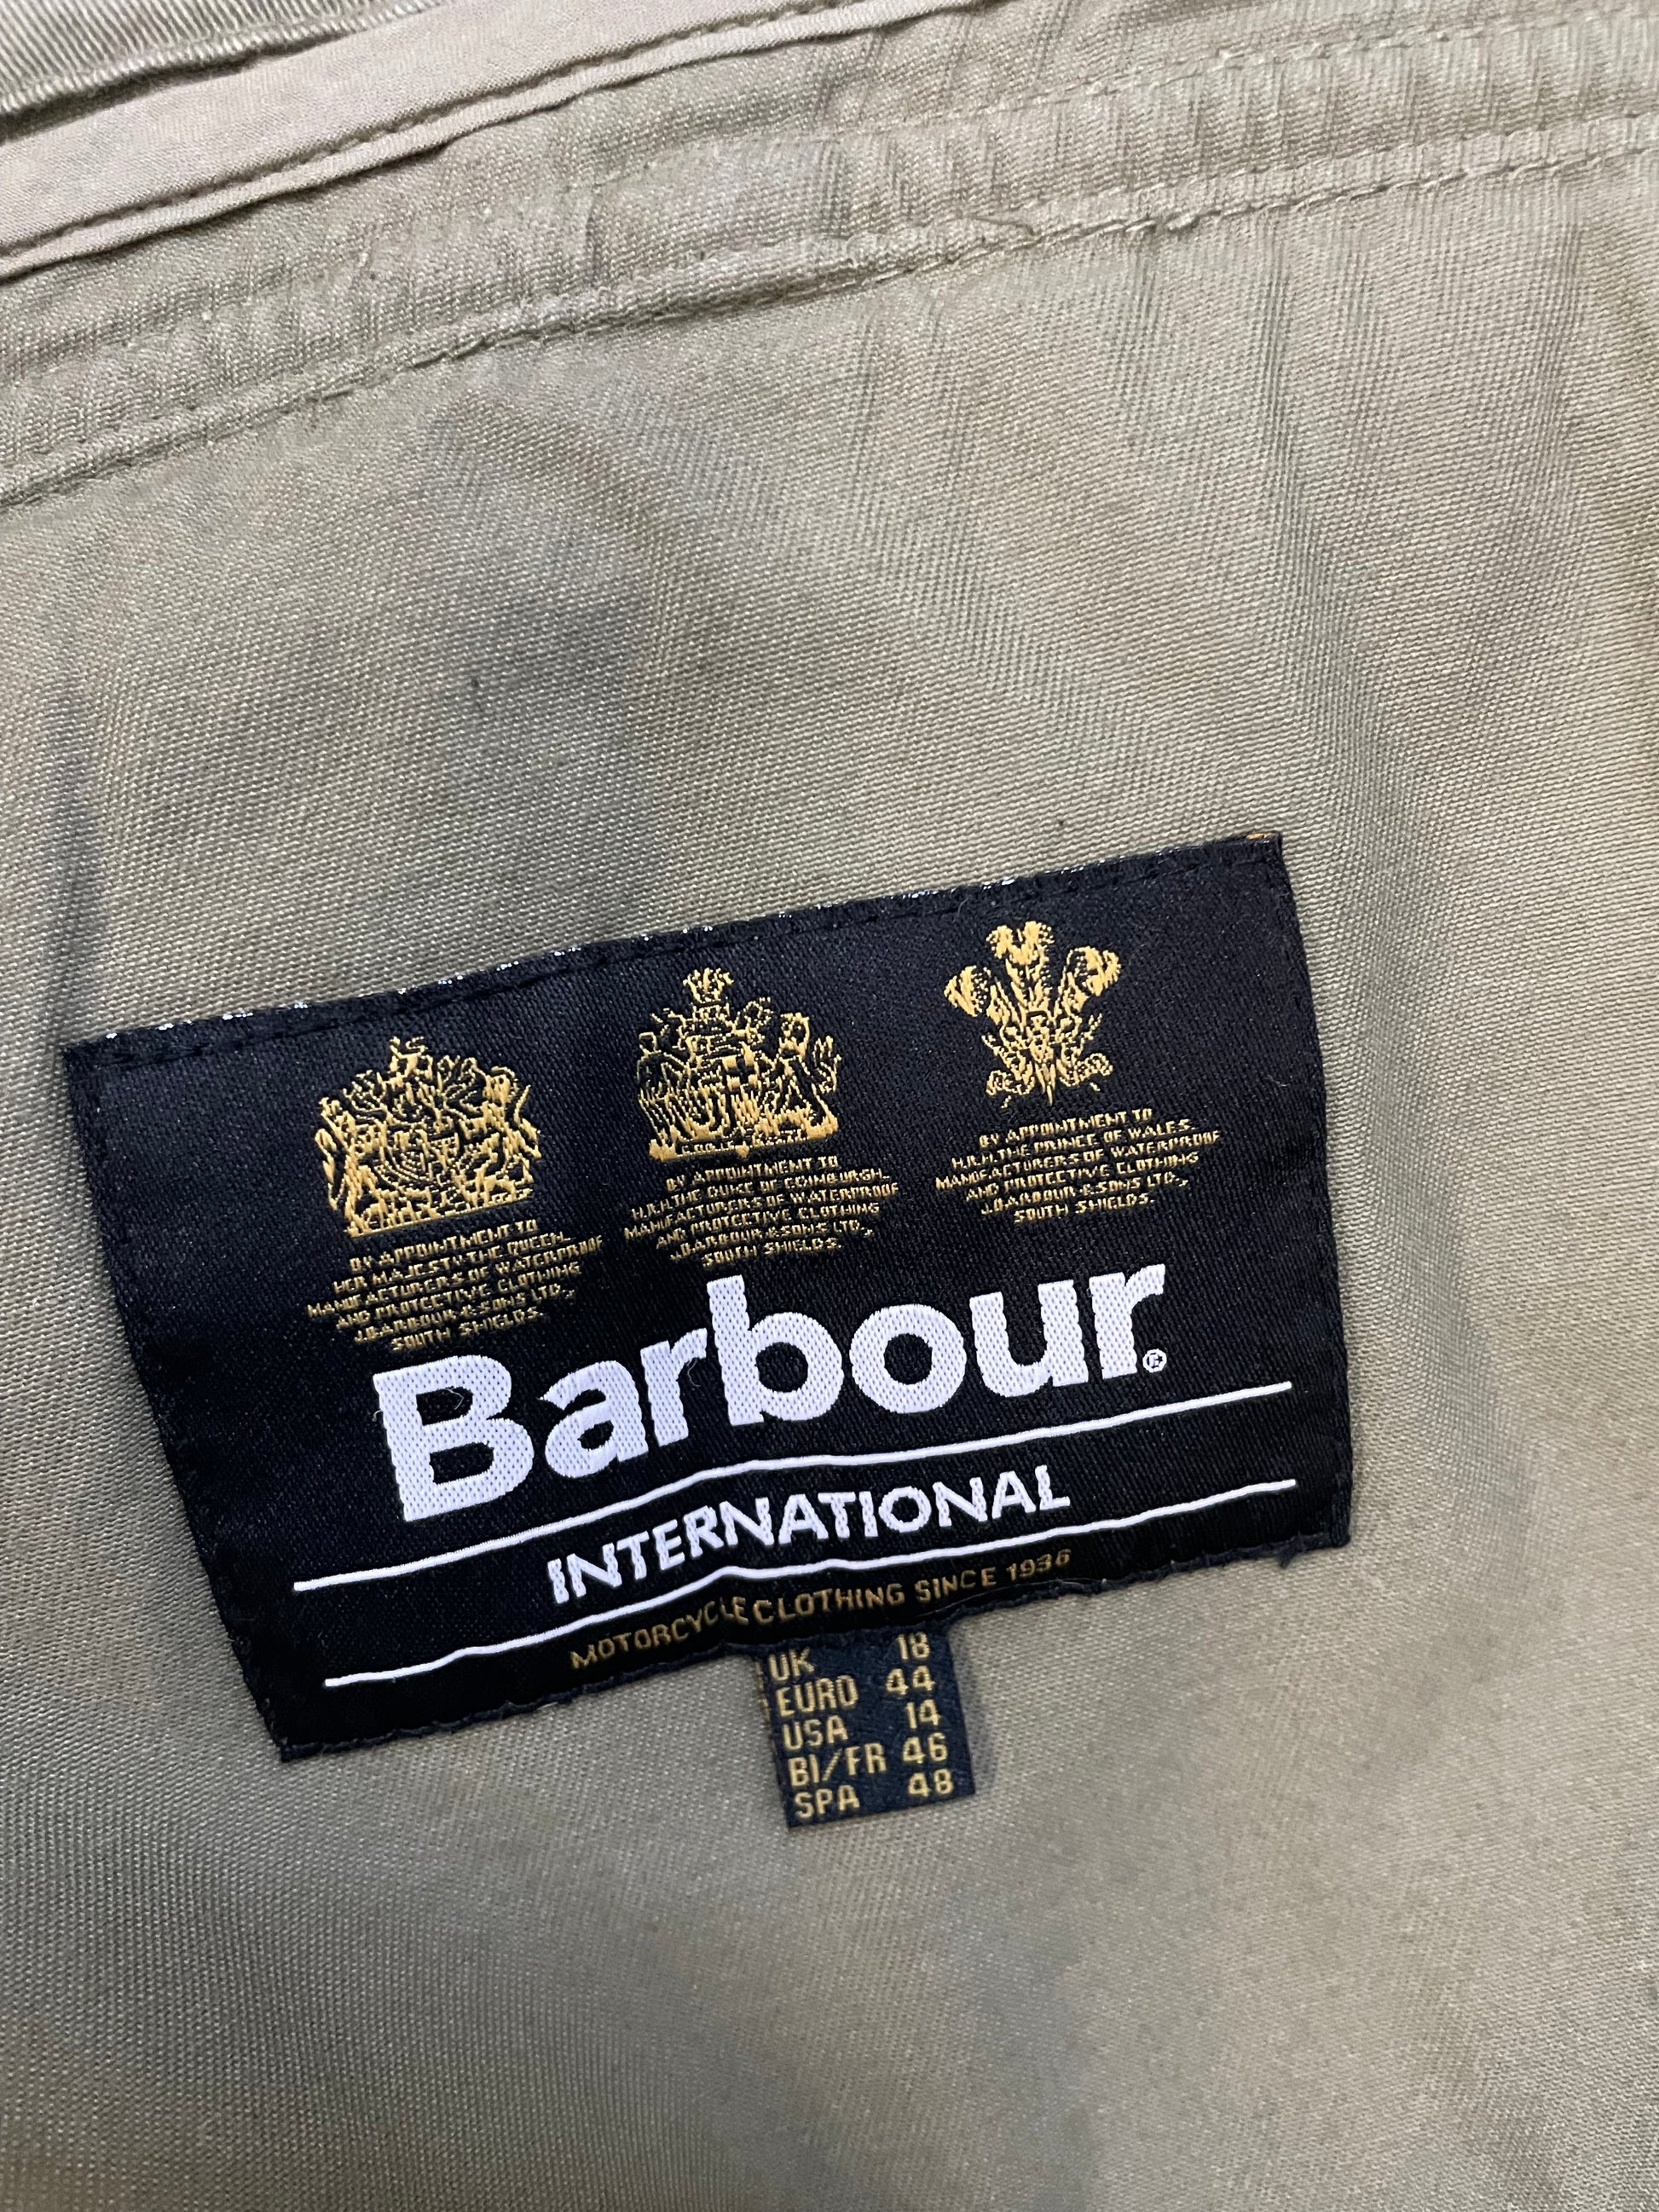 BY APPOINTMENT TO
HER MAJESTY THE QUEEN
MANUFACTURERS OF WATERPROOF
AND PROTECTIVE CLOTHING
J.BARBOUR & SONS LTD.,
SOUTH SHIELDS.
BY APPOINTMENT TO
H.R.H. THE DUKE OF EDINBURGH
MANUFACTURERS OF WATERPROOF
AND PROTECTIVE CLOTHING
J.BARBOUR & SONS LTD.,
SOUTH SHIELDS.
BY APPOINTMENT TO
H.R.H. THE PRINCE OF WALES
MANUFACTURERS OF WATERPROOF
AND PROTECTIVE CLOTHING
J.BARBOUR & SONS LTD.,
SOUTH SHIELDS.
Barbour®
INTERNATIONAL
MOTORCYCLE CLOTHING SINCE 1936
UK 18
EURO 44
USA 14
BI/FR 46
SPA 48